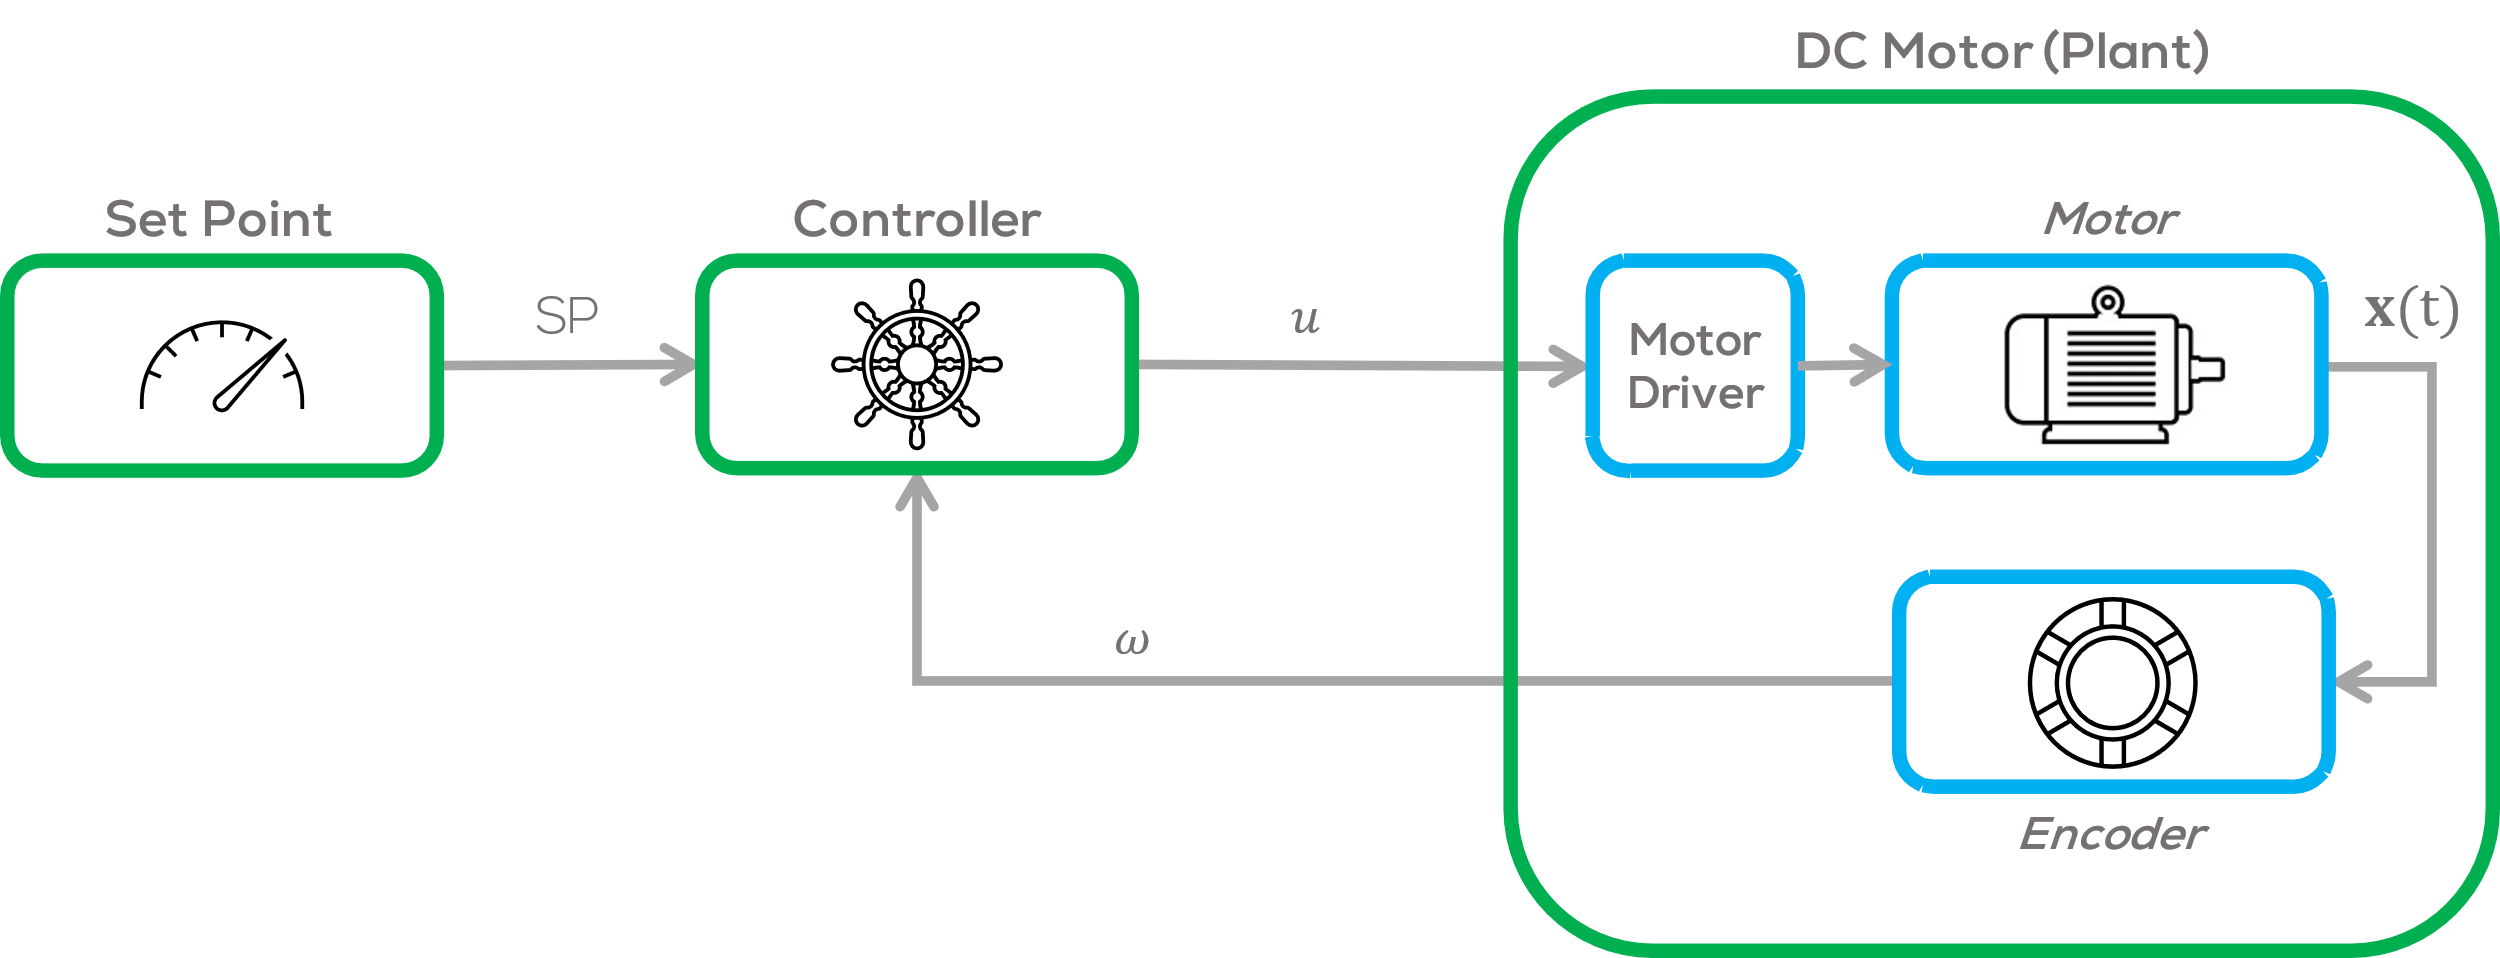 DC Motor (Plant)
Set Point
Controller
Motor
SP
u
Motor
Driver
x(t)
ω
Encoder